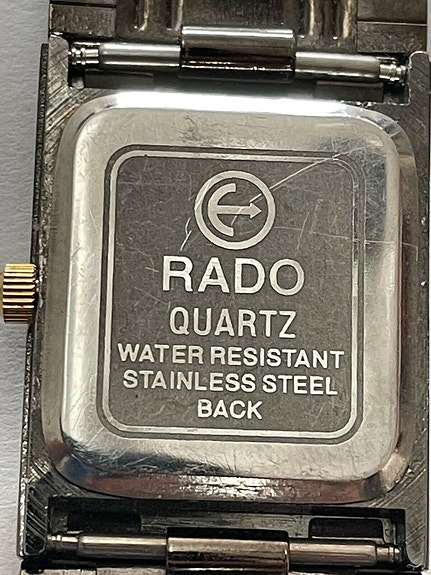 RADO
QUARTZ
WATER RESISTANT
STAINLESS STEEL
BACK